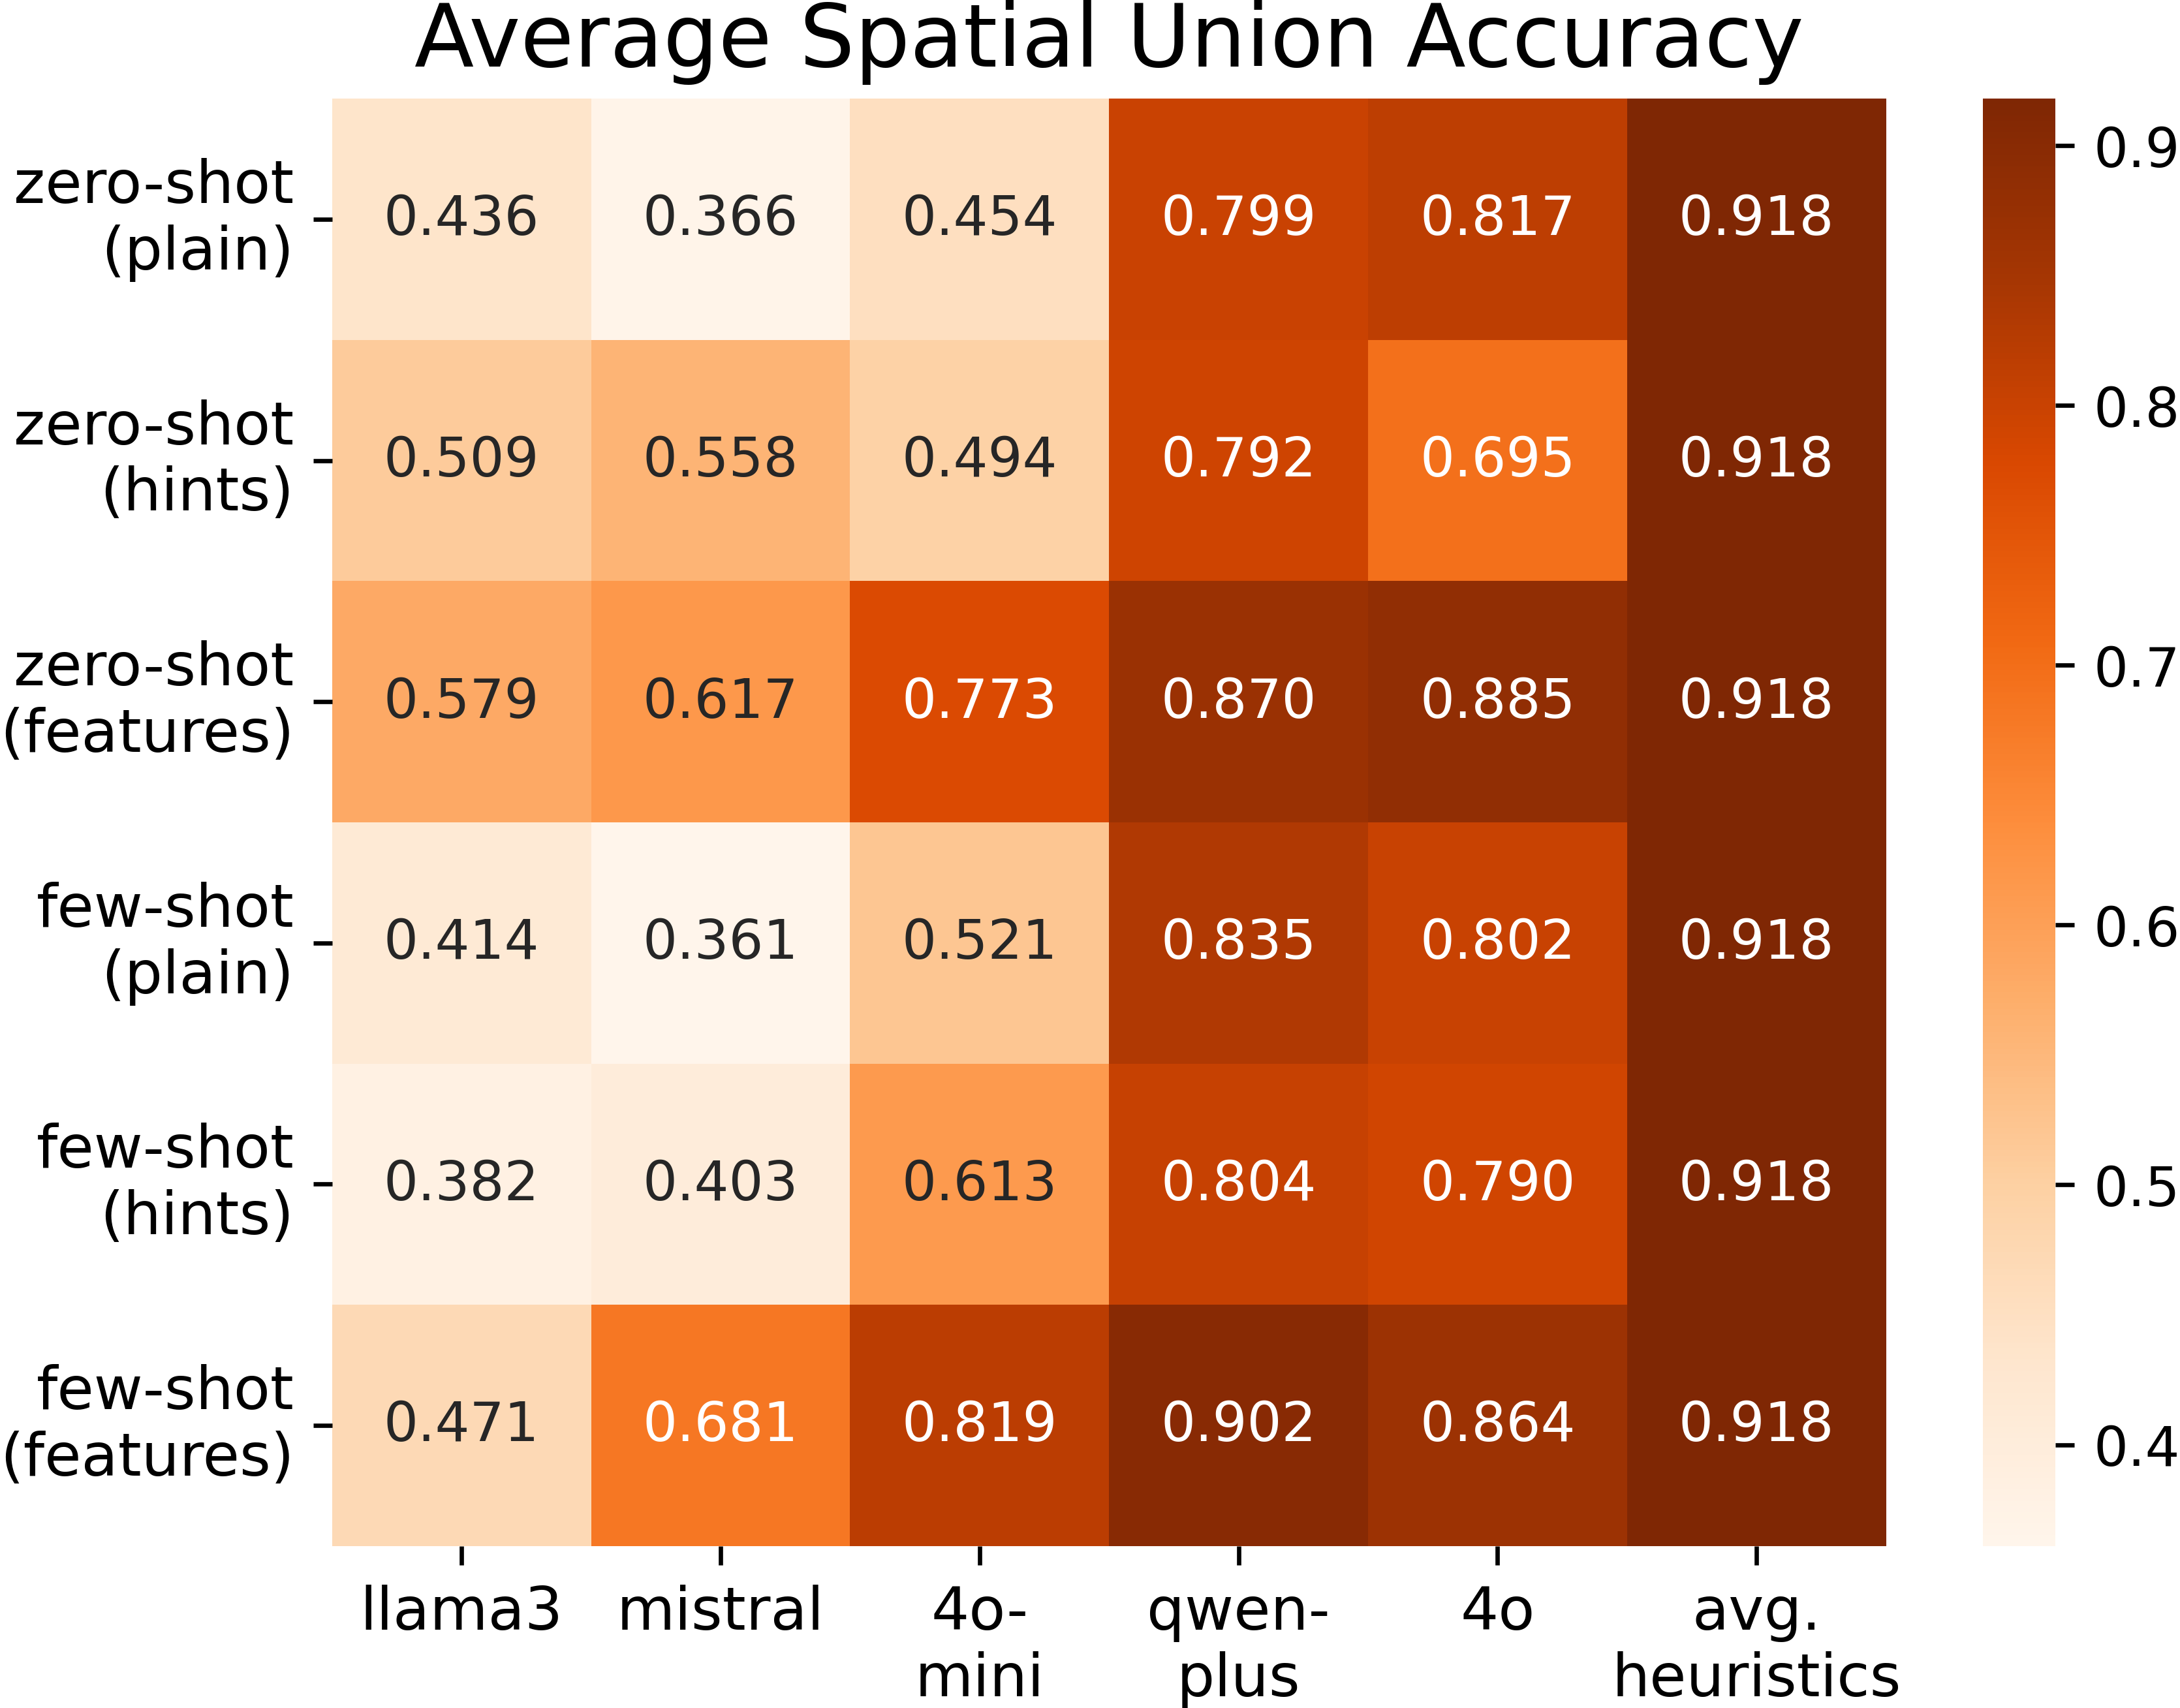 Average Spatial Union Accuracy
zero-shot
(plain)
0.436 0.366 0.454 0.799 0.817 0.918
zero-shot
(hints)
0.509 0.558 0.494 0.792 0.695 0.918
zero-shot
(features)
0.579 0.617 0.773 0.870 0.885 0.918
few-shot
(plain)
0.414 0.361 0.521 0.835 0.802 0.918
few-shot
(hints)
0.382 0.403 0.613 0.804 0.790 0.918
few-shot
(features)
0.471 0.681 0.819 0.902 0.864 0.918
llama3 mistral 4o- qwen- 4o avg.
mini plus heuristics
0.9
0.8
0.7
0.6
0.5
0.4